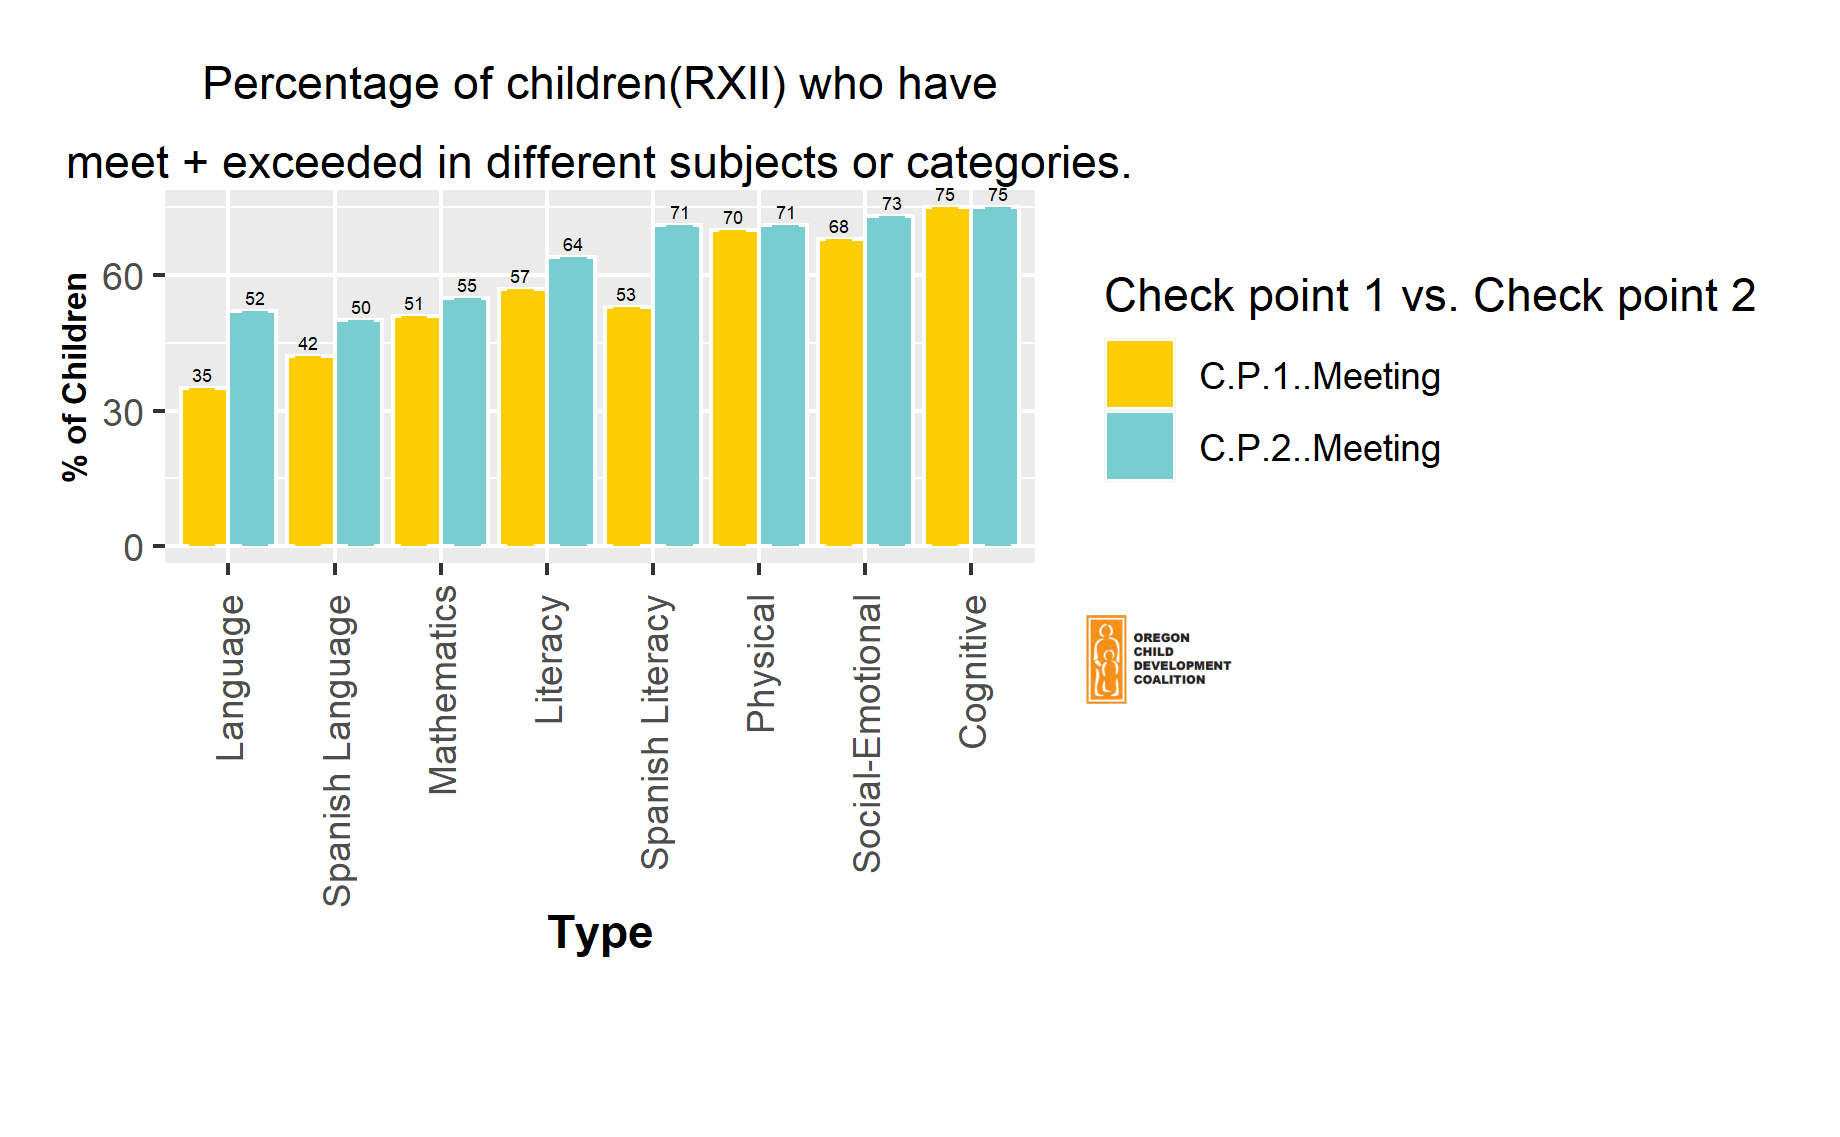 Percentage of children(RXII) who have
meet + exceeded in different subjects or categories.
% of Children
60
30
0
35
52
42
50
51
55
57
64
53
71
70
71
68
73
75
75
Language
Spanish Language
Mathematics
Literacy
Spanish Literacy
Physical
Social-Emotional
Cognitive
Type
Check point 1 vs. Check point 2
C.P.1..Meeting
C.P.2..Meeting
OREGON
CHILD
DEVELOPMENT
COALITION